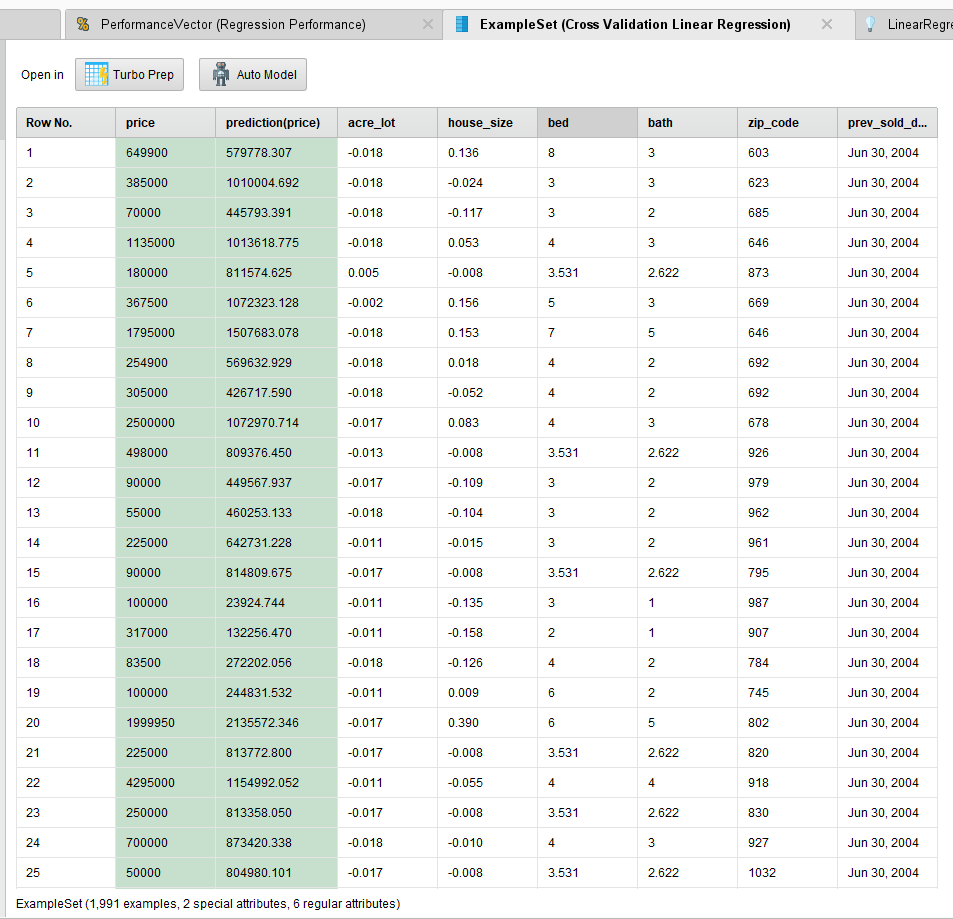 PerformanceVector (Regression Performance) ExampleSet (Cross Validation Linear Regression) LinearRegre
Open in Turbo Prep Auto Model
Row No. price prediction(price) acre_lot house_size bed bath zip_code prev_sold_d...
1 649900 579778.307 -0.018 0.136 8 3 603 Jun 30, 2004
2 385000 1010004.692 -0.018 -0.024 3 3 623 Jun 30, 2004
3 70000 445793.391 -0.018 -0.117 3 2 685 Jun 30, 2004
4 1135000 1013618.775 -0.018 0.053 4 3 646 Jun 30, 2004
5 180000 811574.625 0.005 -0.008 3.531 2.622 873 Jun 30, 2004
6 367500 1072323.128 -0.002 0.156 5 3 669 Jun 30, 2004
7 1795000 1507683.078 -0.018 0.153 7 5 646 Jun 30, 2004
8 254900 569632.929 -0.018 0.018 4 2 692 Jun 30, 2004
9 305000 426717.590 -0.018 -0.052 4 2 692 Jun 30, 2004
10 2500000 1072970.714 -0.017 0.083 4 3 678 Jun 30, 2004
11 498000 809376.450 -0.013 -0.008 3.531 2.622 926 Jun 30, 2004
12 90000 449567.937 -0.017 -0.109 3 2 979 Jun 30, 2004
13 55000 460253.133 -0.018 -0.104 3 2 962 Jun 30, 2004
14 225000 642731.228 -0.011 -0.015 3 2 961 Jun 30, 2004
15 90000 814809.675 -0.017 -0.008 3.531 2.622 795 Jun 30, 2004
16 100000 23924.744 -0.011 -0.135 3 1 987 Jun 30, 2004
17 317000 132256.470 -0.011 -0.158 2 1 907 Jun 30, 2004
18 83500 272202.056 -0.018 -0.126 4 2 784 Jun 30, 2004
19 100000 244831.532 -0.011 0.009 6 2 745 Jun 30, 2004
20 1999950 2135572.346 -0.017 0.390 6 5 802 Jun 30, 2004
21 225000 813772.800 -0.017 -0.008 3.531 2.622 820 Jun 30, 2004
22 4295000 1154992.052 -0.011 -0.055 4 4 918 Jun 30, 2004
23 250000 813358.050 -0.017 -0.008 3.531 2.622 830 Jun 30, 2004
24 700000 873420.338 -0.018 -0.010 4 3 927 Jun 30, 2004
25 50000 804980.101 -0.017 -0.008 3.531 2.622 1032 Jun 30, 2004
ExampleSet (1,991 examples, 2 special attributes, 6 regular attributes)